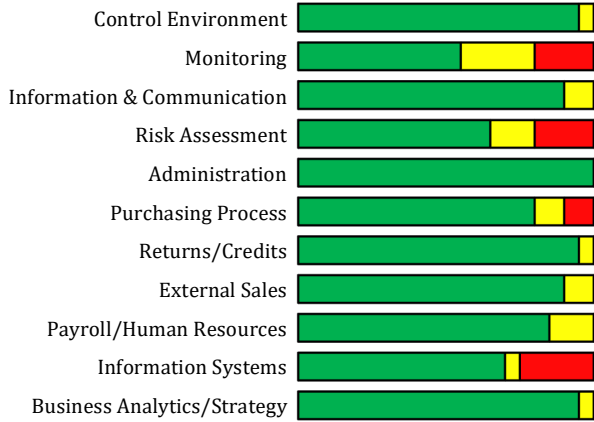 Control Environment
Monitoring
Information & Communication
Risk Assessment
Administration
Purchasing Process
Returns/Credits
External Sales
Payroll/Human Resources
Information Systems
Business Analytics/Strategy